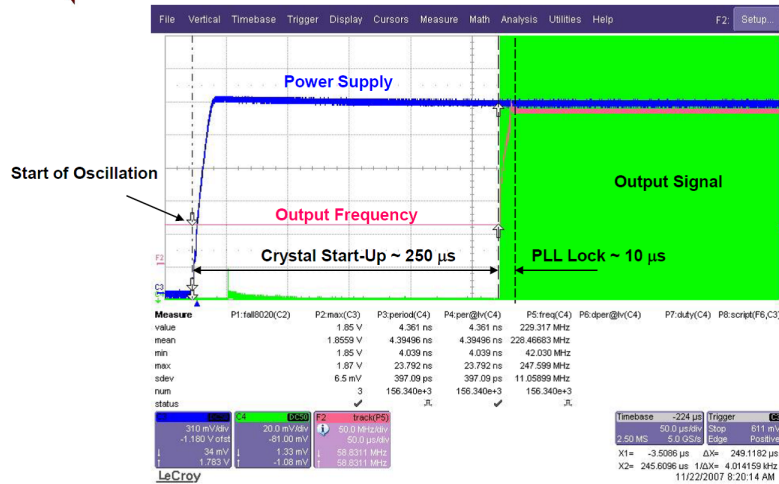 File Vertical Timebase Trigger Display Cursors Measure Math Analysis Utilities Help F2: Setup...
Power Supply
Start of Oscillation
Output Signal
Output Frequency
Crystal Start-Up ~ 250 µs
PLL Lock ~ 10 µs
F2
C3
Measure P1:fall8020(C2) P2:max(C3) P3:period(C4) P4:per@lv(C4) P5:freq(C4) P6:dper@lv(C4) P7:duty(C4) P8:script(F6,C3)
value 1.85 V 4.361 ns 4.361 ns 229.317 MHz
mean 1.8559 V 4.39496 ns 4.39496 ns 228.46683 MHz
min 1.85 V 4.039 ns 4.039 ns 42.030 MHz
max 1.87 V 23.792 ns 23.792 ns 247.599 MHz
sdev 6.5 mV 397.09 ps 397.09 ps 11.05899 MHz
num 3 156.340e+3 156.340e+3 156.340e+3
status
C4 DC50 F2 track(P5)
310 mV/div 20.0 mV/div 50.0 MHz/div
-1.180 V ofst -81.00 mV 50.0 µs/div
34 mV 1.33 mV 58.8311 MHz
1.783 V -1.08 mV 58.8311 MHz
Timebase -224 µs Trigger C3
50.0 µs/div Stop 611 mV
2.50 MS 5.0 GS/s Edge Positive
X1= -3.5086 µs ΔX= 249.1182 µs
X2= 245.6096 us 1/ΔX= 4.014159 kHz
LeCroy
11/22/2007 8:20:14 AM